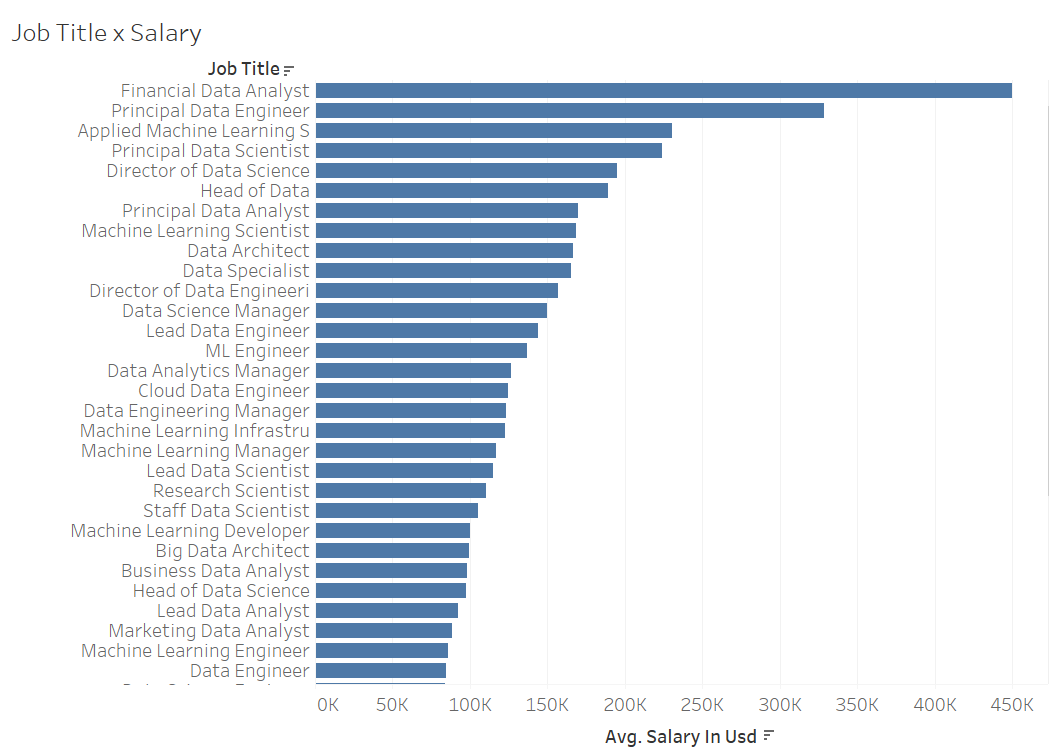 Job Title x Salary
Job Title
Financial Data Analyst
Principal Data Engineer
Applied Machine Learning S
Principal Data Scientist
Director of Data Science
Head of Data
Principal Data Analyst
Machine Learning Scientist
Data Architect
Data Specialist
Director of Data Engineeri
Data Science Manager
Lead Data Engineer
ML Engineer
Data Analytics Manager
Cloud Data Engineer
Data Engineering Manager
Machine Learning Infrastru
Machine Learning Manager
Lead Data Scientist
Research Scientist
Staff Data Scientist
Machine Learning Developer
Big Data Architect
Business Data Analyst
Head of Data Science
Lead Data Analyst
Marketing Data Analyst
Machine Learning Engineer
Data Engineer
0K 50K 100K 150K 200K 250K 300K 350K 400K 450K
Avg. Salary In Usd